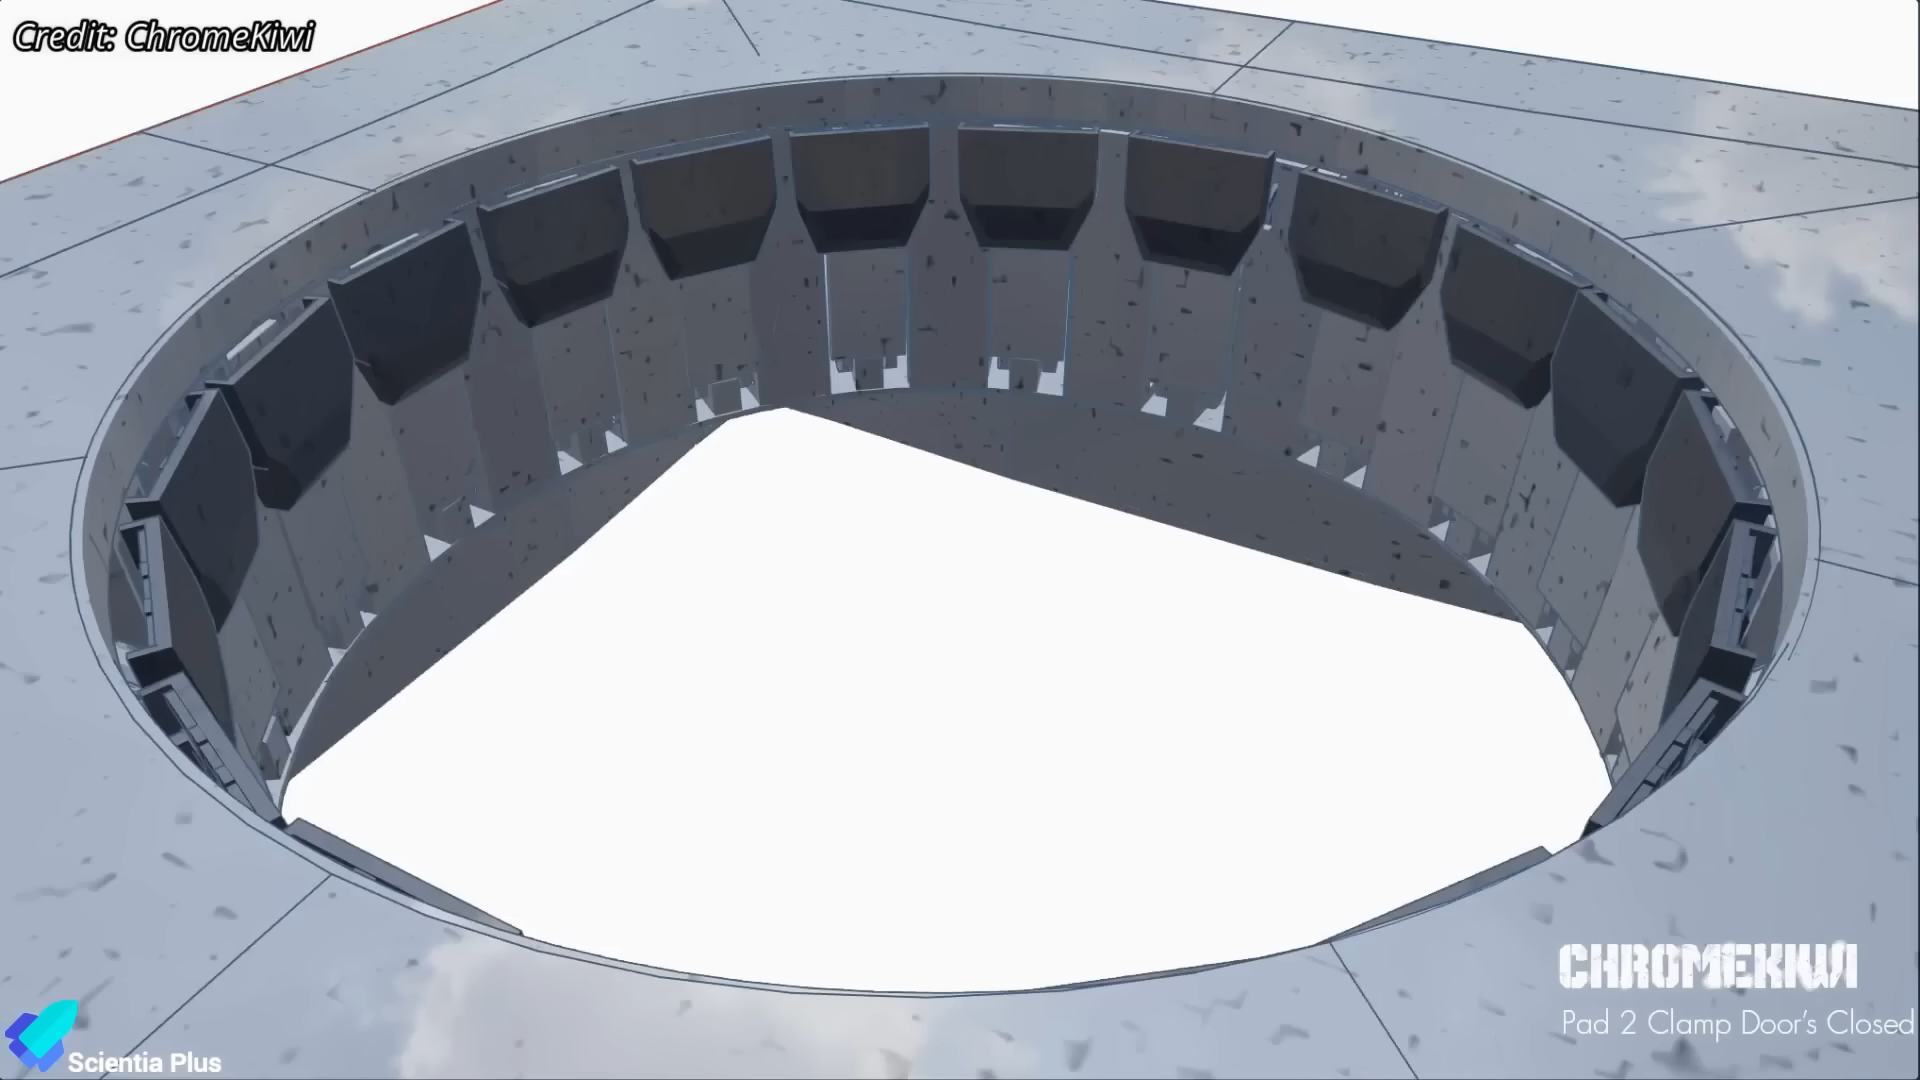 Credit: ChromeKiwi
CHROMEKIWI
Pad 2 Clamp Door's Closed
Scientia Plus